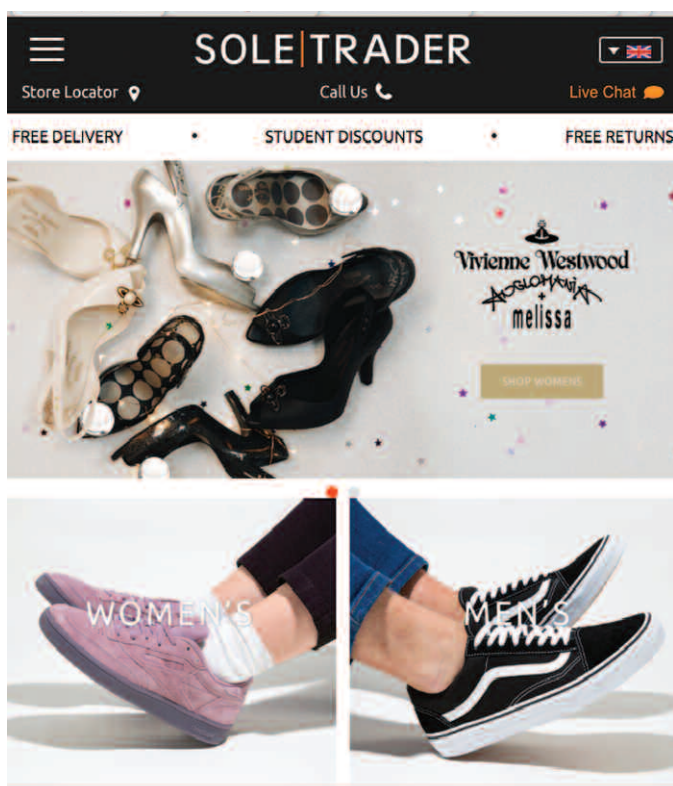 SOLE|TRADER
Store Locator
Call Us
Live Chat
FREE DELIVERY • STUDENT DISCOUNTS • FREE RETURNS
Vivienne Westwood
ANGLOMANIA
+
melissa
SHOP WOMENS
WOMEN'S
MEN'S